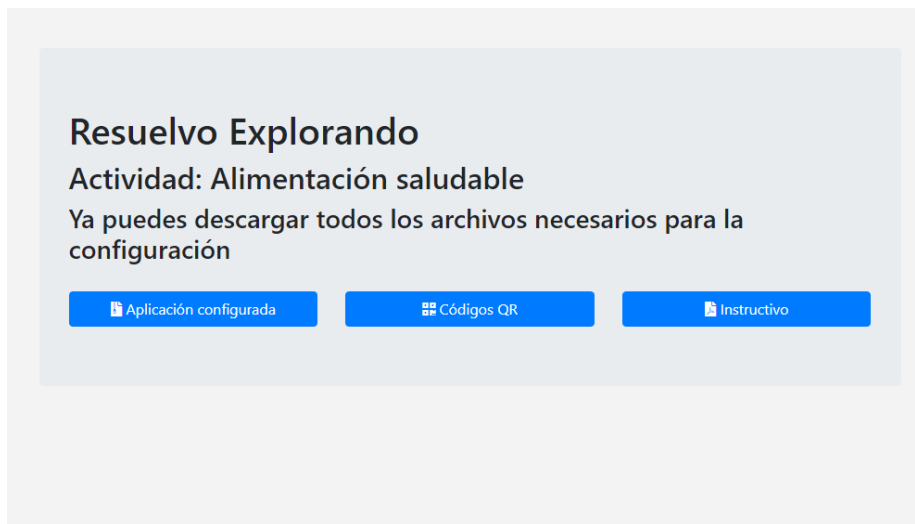 Resuelvo Explorando
Actividad: Alimentación saludable
Ya puedes descargar todos los archivos necesarios para la
configuración
Aplicación configurada
Códigos QR
Instructivo